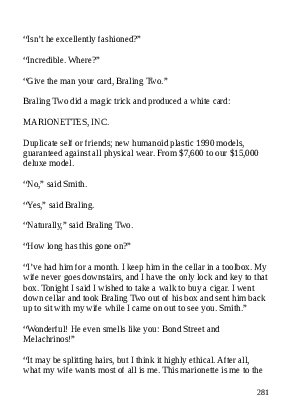 “Isn’t he excellently fashioned?”
“Incredible. Where?”
“Give the man your card, Braling Two.”
Braling Two did a magic trick and produced a white card:
MARIONETTES, INC.
Duplicate self or friends; new humanoid plastic 1990 models,
guaranteed against all physical wear. From $7,600 to our $15,000
deluxe model.
“No,” said Smith.
“Yes,” said Braling.
“Naturally,” said Braling Two.
“How long has this gone on?”
“I’ve had him for a month. I keep him in the cellar in a toolbox. My
wife never goes downstairs, and I have the only lock and key to that
box. Tonight I said I wished to take a walk to buy a cigar. I went
down cellar and took Braling Two out of his box and sent him back
up to sit with my wife while I came on out to see you. Smith.”
“Wonderful! He even smells like you: Bond Street and
Melachrinos!”
“It may be splitting hairs, but I think it highly ethical. After all,
what my wife wants most of all is me. This marionette is me to the
281